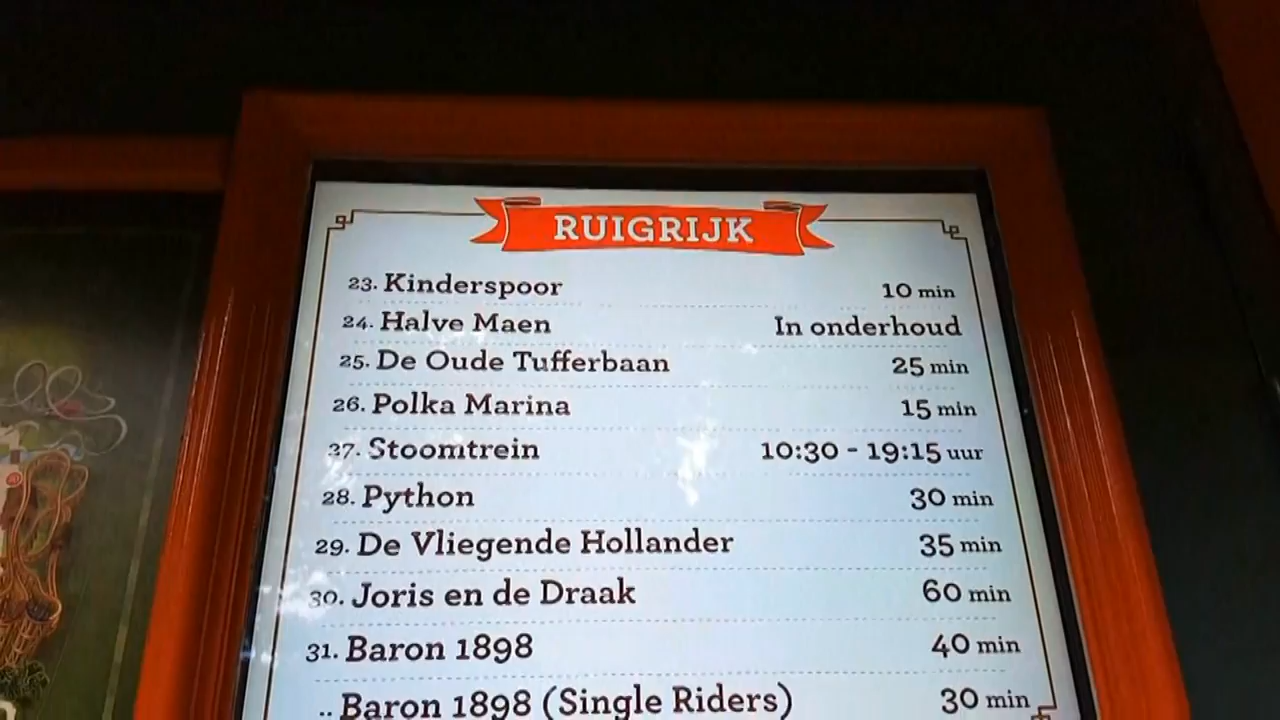 RUIGRIJK
23. Kinderspoor 10 min
24. Halve Maen In onderhoud
25. De Oude Tufferbaan 25 min
26. Polka Marina 15 min
27. Stoomtrein 10:30 - 19:15 uur
28. Python 30 min
29. De Vliegende Hollander 35 min
30. Joris en de Draak 60 min
31. Baron 1898 40 min
.. Baron 1898 (Single Riders) 30 min